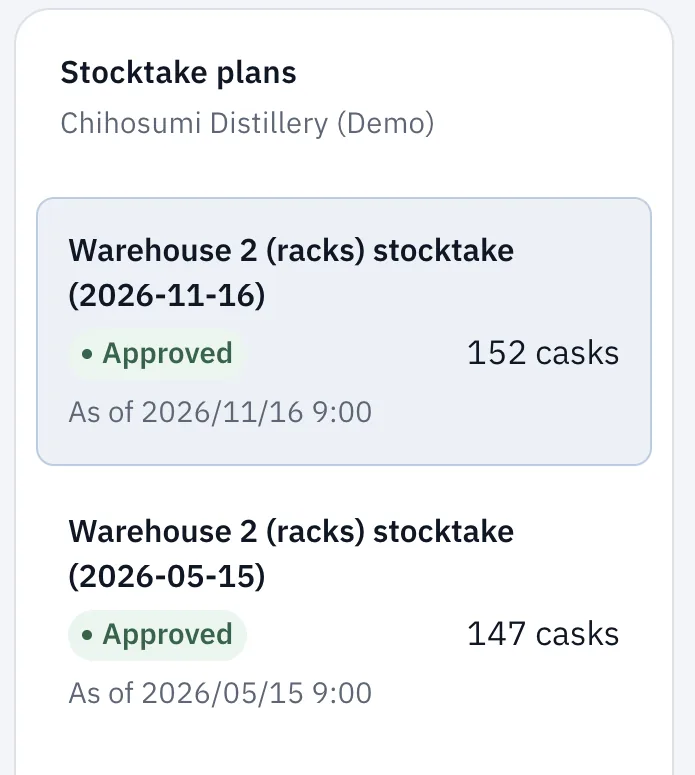 Stocktake plans
Chihosumi Distillery (Demo)
Warehouse 2 (racks) stocktake
(2026-11-16)
• Approved
152 casks
As of 2026/11/16 9:00
Warehouse 2 (racks) stocktake
(2026-05-15)
• Approved
147 casks
As of 2026/05/15 9:00